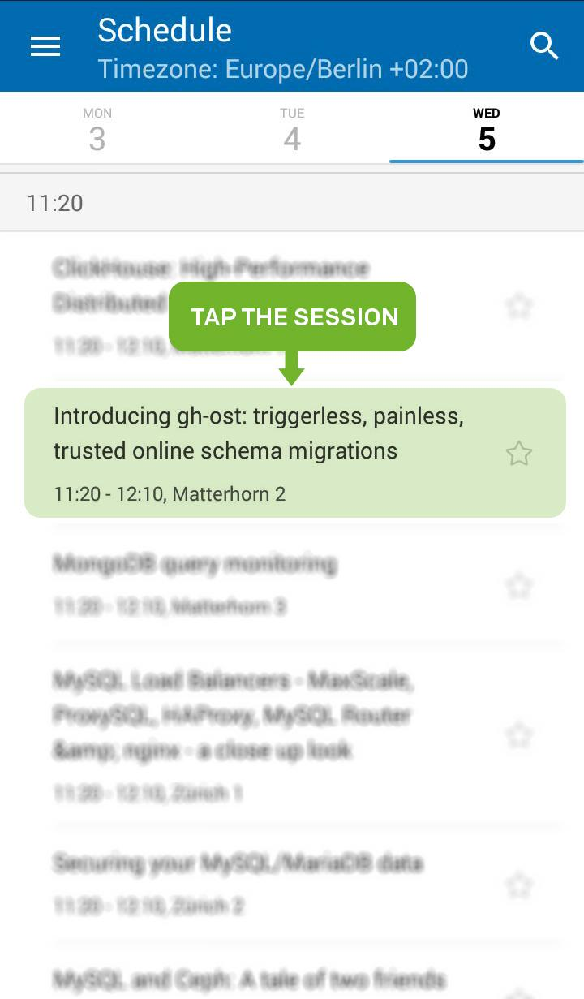 Schedule
Timezone: Europe/Berlin +02:00
MON
3
TUE
4
WED
5
11:20
ClickHouse: High-Performance
Distributed
11:20 - 12:10,
TAP THE SESSION
Introducing gh-ost: triggerless, painless,
trusted online schema migrations
11:20 - 12:10, Matterhorn 2
MongoDB query monitoring
11:20 - 12:10, Matterhorn 3
MySQL Load Balancers - MaxScale,
ProxySQL, HAProxy, MySQL Router
&amp; nginx - a close up look
11:20 - 12:10, Zürich 1
Securing your MySQL/MariaDB data
11:20 - 12:10, Zürich 2
MySQL and Ceph: A tale of two friends